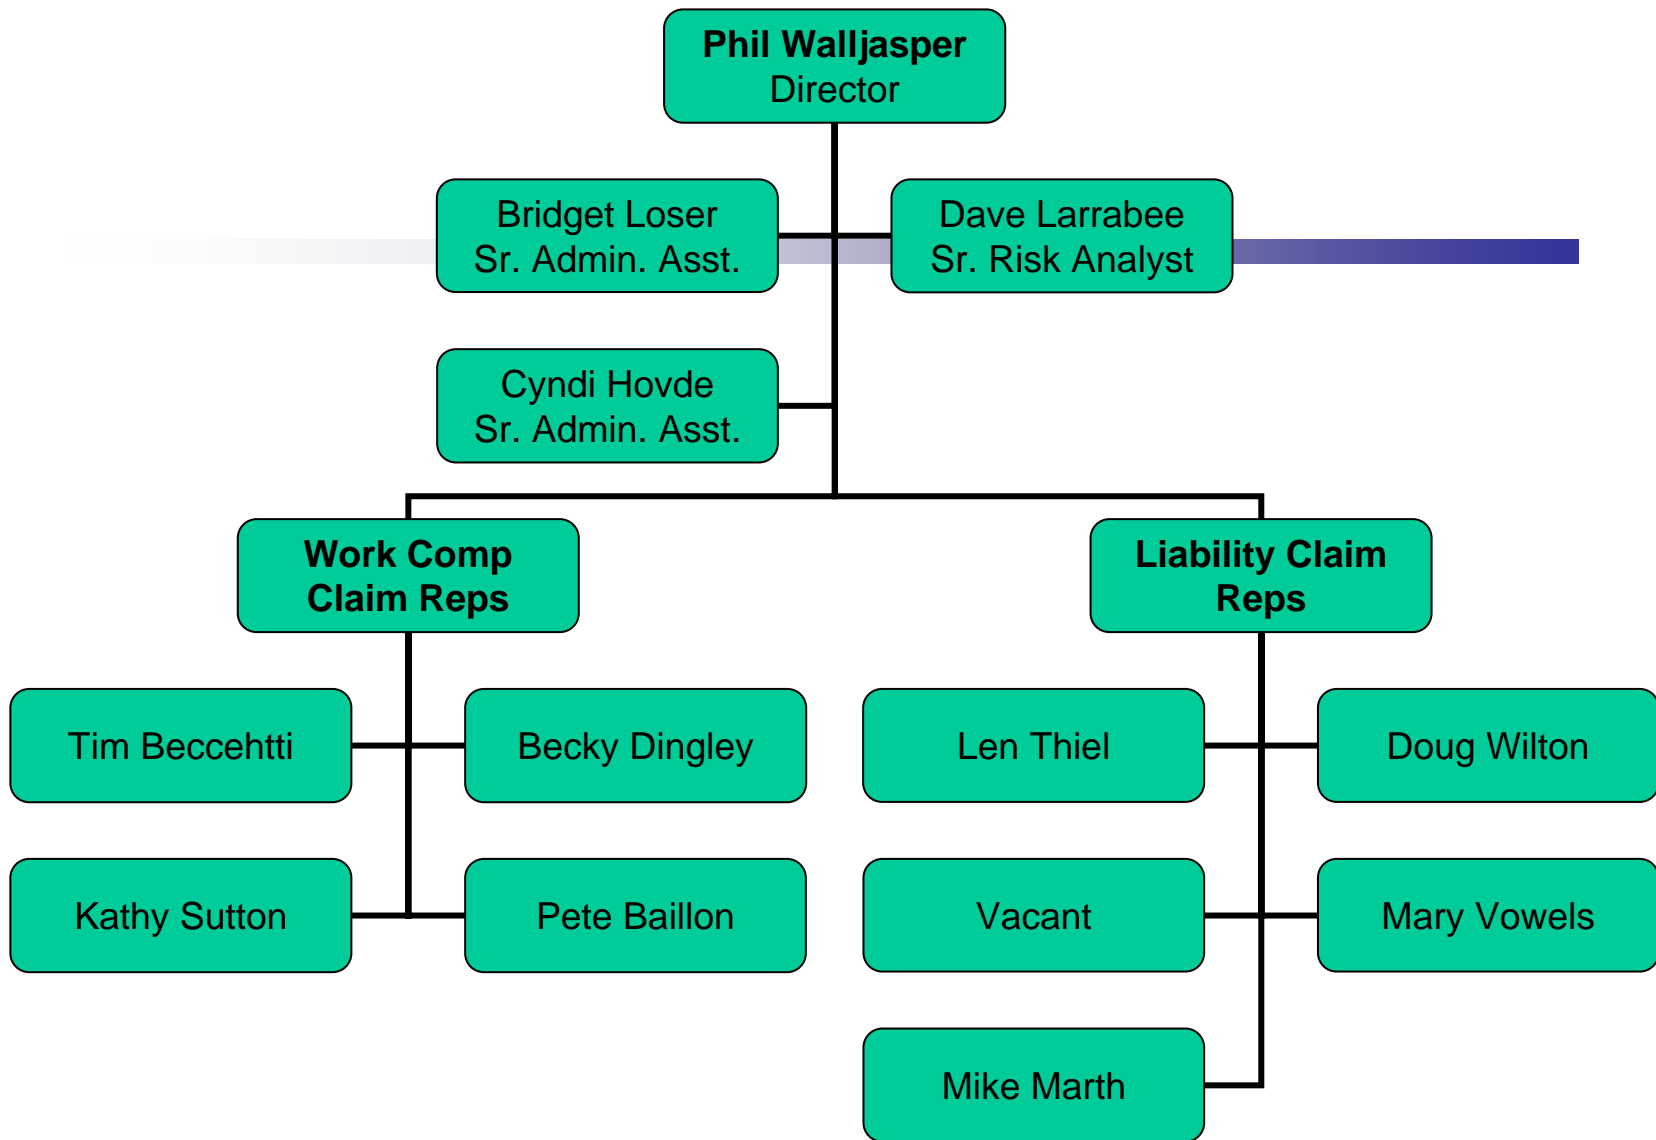 Phil Walljasper
Director
Bridget Loser
Sr. Admin. Asst.
Dave Larrabee
Sr. Risk Analyst
Cyndi Hovde
Sr. Admin. Asst.
Work Comp
Claim Reps
Liability Claim
Reps
Tim Beccehtti
Becky Dingley
Len Thiel
Doug Wilton
Kathy Sutton
Pete Baillon
Vacant
Mary Vowels
Mike Marth